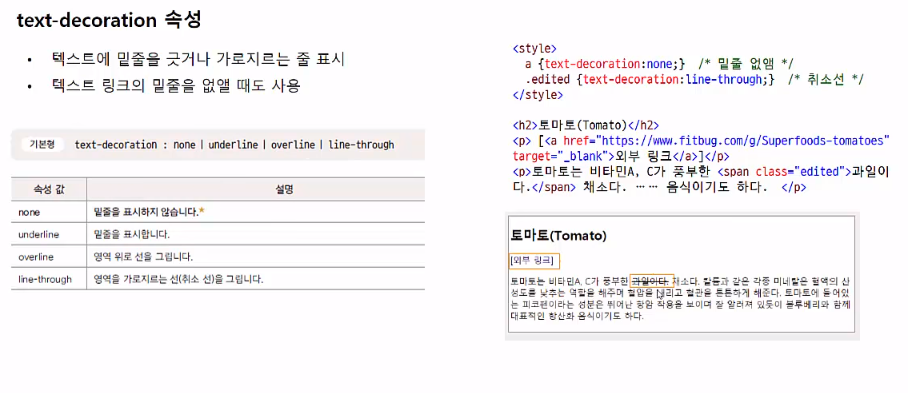 text-decoration 속성
• 텍스트에 밑줄을 긋거나 가로지르는 줄 표시
• 텍스트 링크의 밑줄을 없앨 때도 사용
기본형 text-decoration : none | underline | overline | line-through
속성 값 설명
none 밑줄을 표시하지 않습니다.*
underline 밑줄을 표시합니다.
overline 영역 위로 선을 그립니다.
line-through 영역을 가로지르는 선(취소 선)을 그립니다.
<style>
a {text-decoration:none;} /* 밑줄 없앰 */
.edited {text-decoration:line-through;} /* 취소선 */
</style>
<h2>토마토(Tomato)</h2>
<p> [<a href="https://www.fitbug.com/g/Superfoods-tomatoes"
target="_blank">외부 링크</a>]</p>
<p>토마토는 비타민A, C가 풍부한 <span class="edited">과일이
다.</span> 채소다. …… 음식이기도 하다. </p>
토마토(Tomato)
[외부 링크]
토마토는 비타민A, C가 풍부한 과일이다. 채소다. 칼륨과 같은 각종 미네랄은 혈액의 산
성도를 낮추는 역할을 해주며 혈압을 내리고 혈관을 튼튼하게 해준다. 토마토에 들어있
는 피코펜이라는 성분은 뛰어난 항암 작용을 보이며 잘 알려져 있듯이 블루베리와 함께
대표적인 항산화 음식이기도 하다.